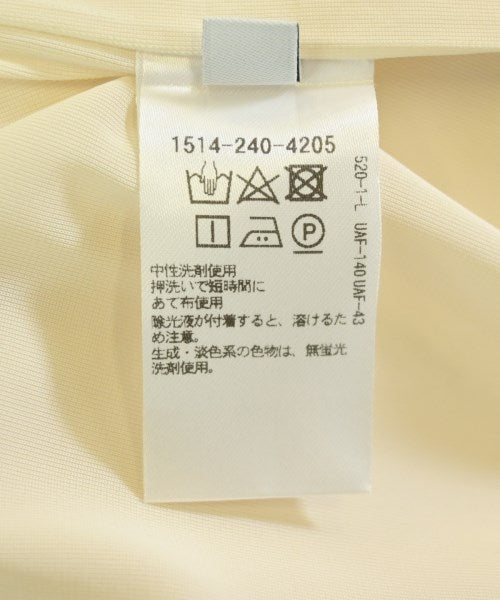 1514-240-4205
P
中性洗剤使用
押洗いで短時間に
あて布使用
除光液が付着すると、溶けるた
め注意。
生成・淡色系の色物は、無蛍光
洗剤使用。
520-1-L UAF-140 UAF-43